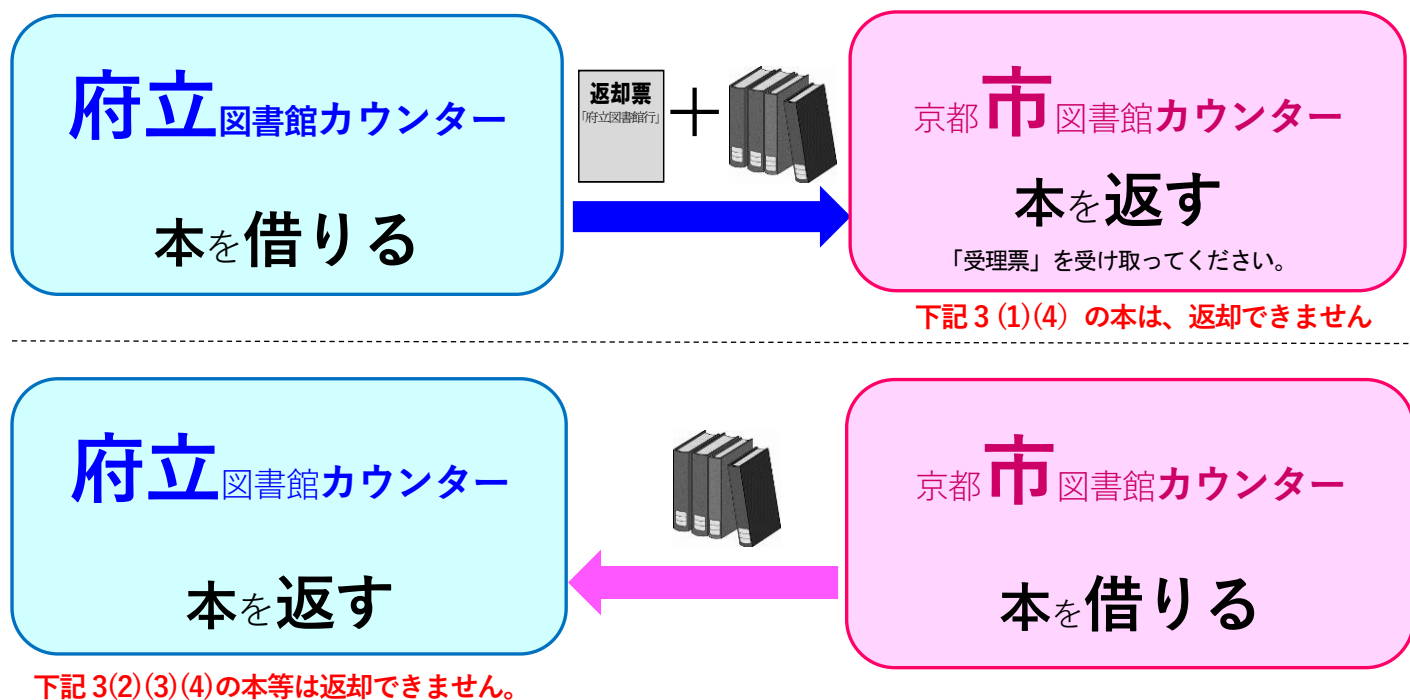 府立図書館カウンター
本を借りる
返却票
「府立図書館行」
＋
京都市図書館カウンター
本を返す
「受理票」を受け取ってください。
下記３(1)(4）の本は、返却できません
府立図書館カウンター
本を返す
下記 3(2)(3)(4)の本等は返却できません。
京都市図書館カウンター
本を借りる